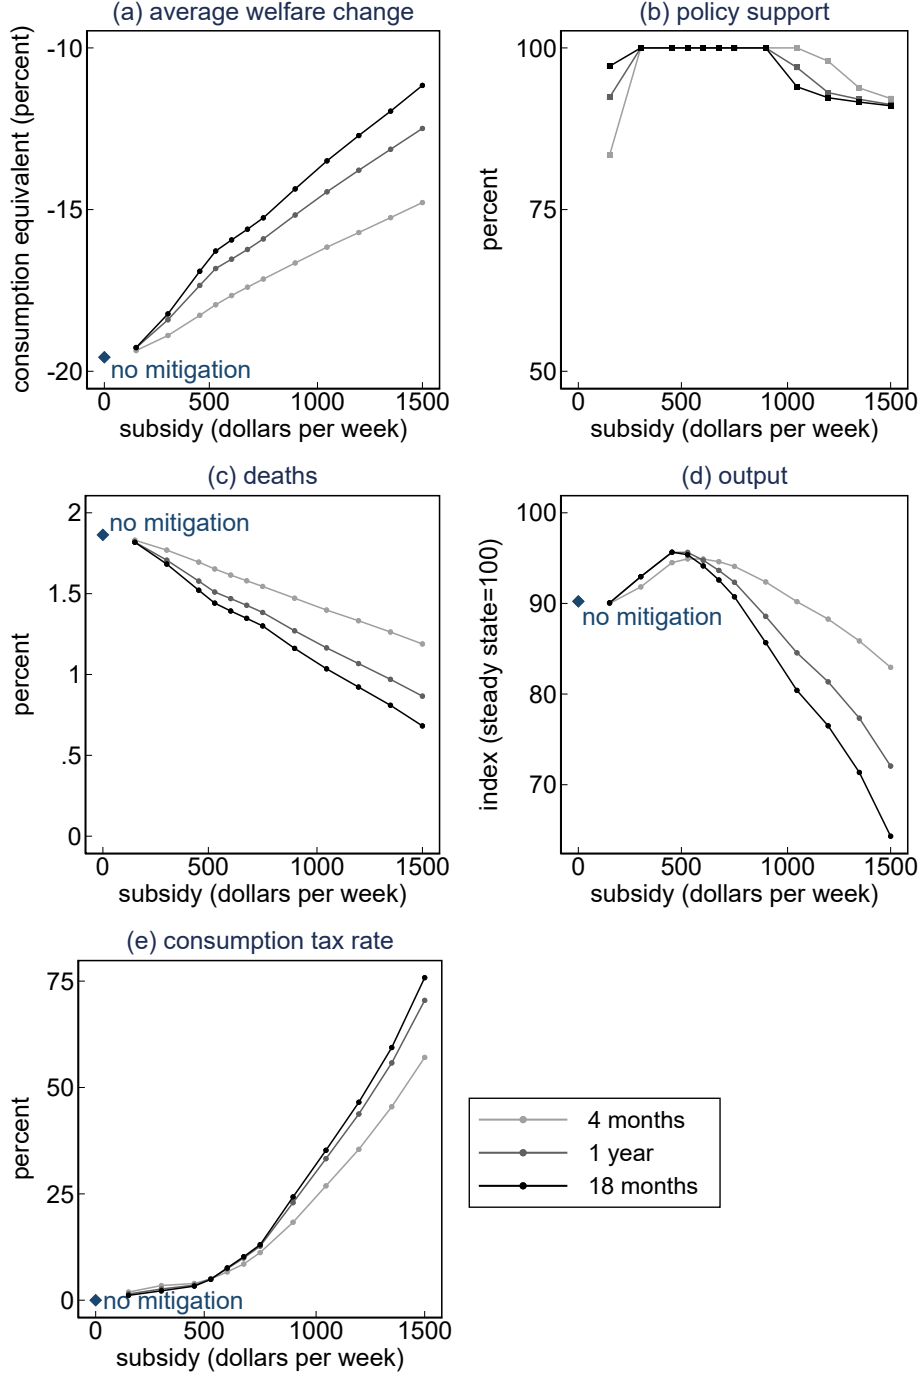 (a) average welfare change
consumption equivalent (percent)
-10
-15
-20
no mitigation
0 500 1000 1500
subsidy (dollars per week)
(b) policy support
percent
100
75
50
0 500 1000 1500
subsidy (dollars per week)
(c) deaths
percent
2
1.5
1
.5
0
no mitigation
0 500 1000 1500
subsidy (dollars per week)
(d) output
index (steady state=100)
100
90
80
70
no mitigation
0 500 1000 1500
subsidy (dollars per week)
(e) consumption tax rate
percent
75
50
25
0
no mitigation
0 500 1000 1500
subsidy (dollars per week)
4 months
1 year
18 months